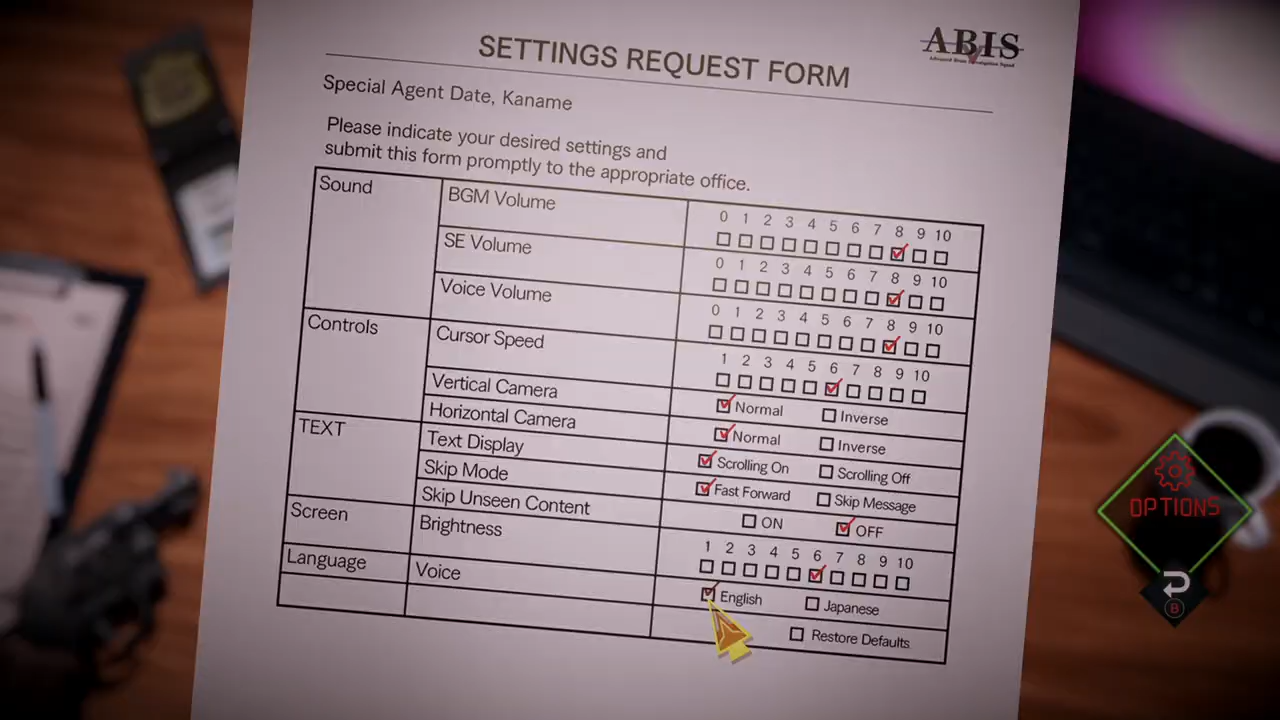 ABIS
SETTINGS REQUEST FORM
Special Agent Date, Kaname
Please indicate your desired settings and
submit this form promptly to the appropriate office.
Sound
BGM Volume
0 1 2 3 4 5 6 7 8 9 10
SE Volume
0 1 2 3 4 5 6 7 8 9 10
Voice Volume
0 1 2 3 4 5 6 7 8 9 10
Controls
Cursor Speed
1 2 3 4 5 6 7 8 9 10
Vertical Camera
Normal Inverse
Horizontal Camera
Normal Inverse
TEXT
Text Display
Scrolling On Scrolling Off
Skip Mode
Fast Forward Skip Message
Skip Unseen Content
ON OFF
Screen
Brightness
1 2 3 4 5 6 7 8 9 10
Language
Voice
English Japanese
Restore Defaults
OPTIONS
B